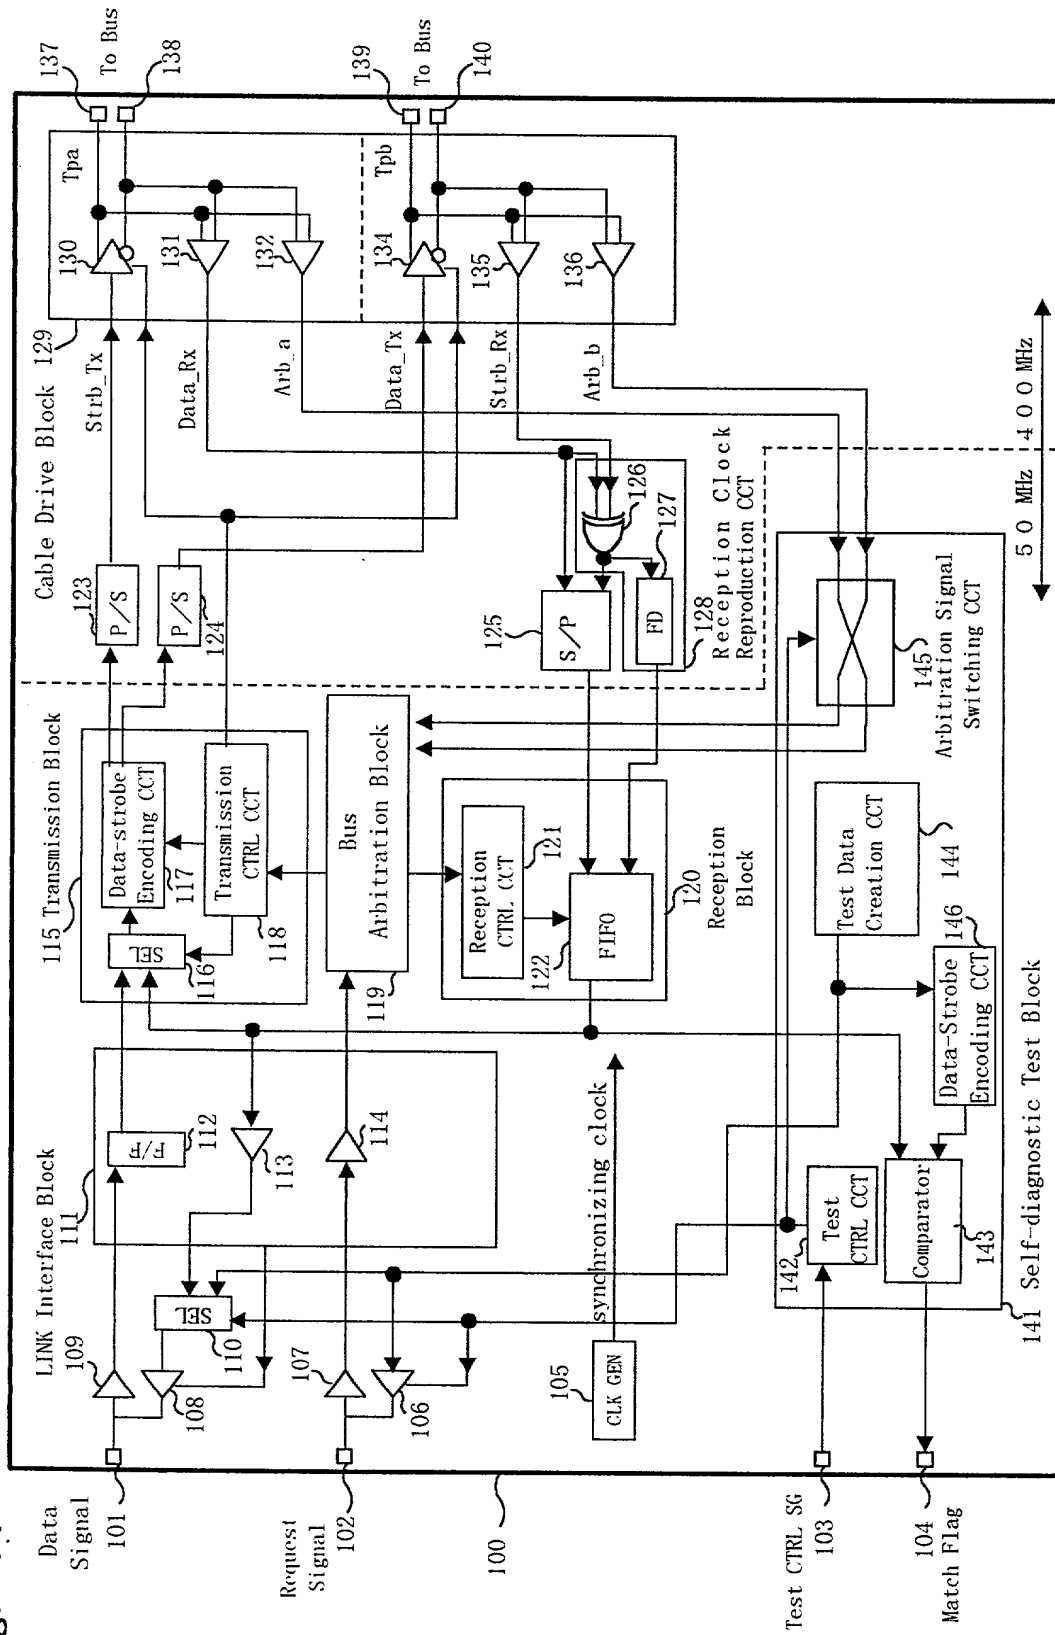 Data
Signal
101
Request
Signal
102
100
Test CTRL SG
103
104
Match Flag
LINK Interface Block
111
109
108
SEL
110
107
106
F/F
112
113
114
105
CLK GEN
synchronizing clock
115 Transmission Block
SEL
116
Data-strobe
Encoding CCT
117
Transmission
CTRL CCT
118
Bus
Arbitration Block
119
Reception
CTRL CCT
121
122
FIFO
120
Reception
Block
Cable Drive Block 129
123
P/S
P/S
124
Strb_Tx
Data_Rx
Arb_a
Data_Tx
Strb_Rx
Arb_b
125
S/P
126
127
FD
128
Reception Clock
Reproduction CCT
Tpa
130
131
132
Tpb
134
135
136
137
To Bus
138
139
To Bus
140
50 MHz
400 MHz
145
Arbitration Signal
Switching CCT
Test Data
Creation CCT
144
146
Data-Strobe
Encoding CCT
142
Test
CTRL CCT
Comparator
143
141 Self-diagnostic Test Block